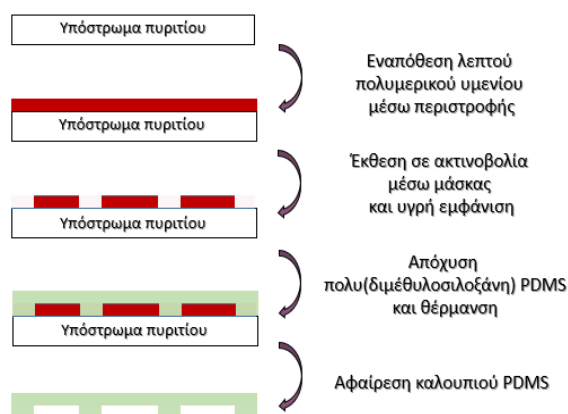 Υπόστρωμα πυριτίου
Εναπόθεση λεπτού
πολυμερικού υμενίου
μέσω περιστροφής
Υπόστρωμα πυριτίου
Έκθεση σε ακτινοβολία
μέσω μάσκας
και υγρή εμφάνιση
Υπόστρωμα πυριτίου
Απόχυση
πολυ(διμέθυλοσιλοξάνη) PDMS
και θέρμανση
Υπόστρωμα πυριτίου
Αφαίρεση καλουπιού PDMS